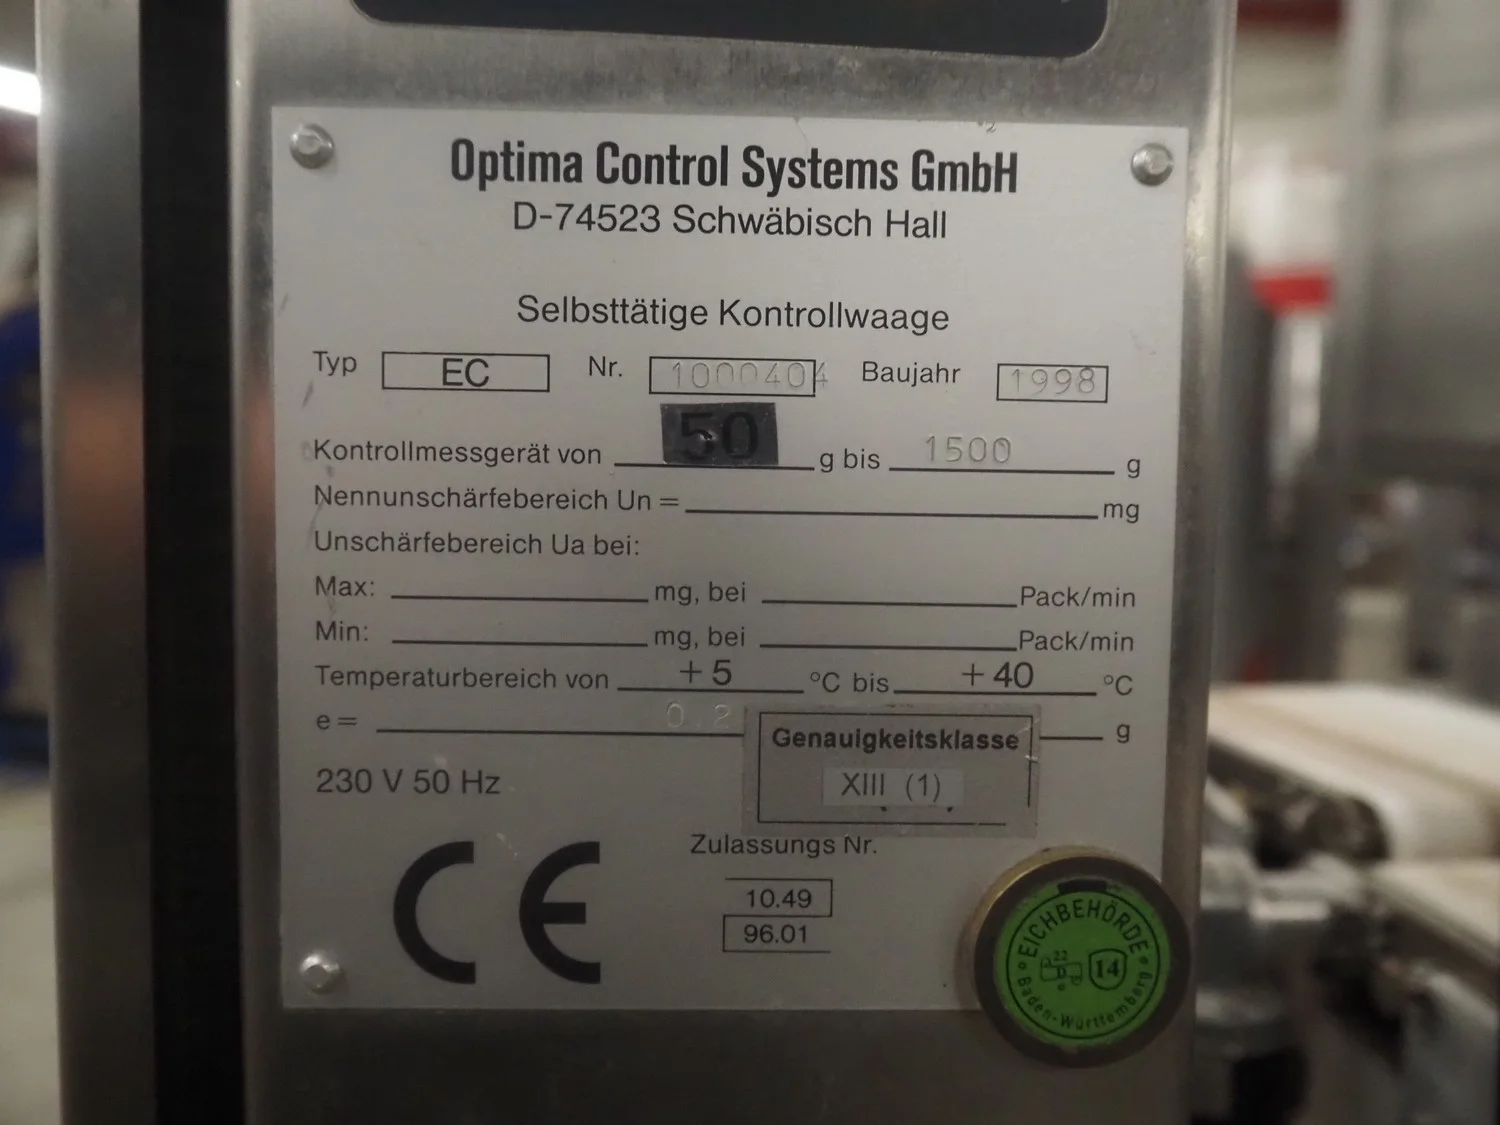 Optima Control Systems GmbH
D-74523 Schwäbisch Hall
Selbsttätige Kontrollwaage
Typ EC Nr. 1000404 Baujahr 1998
Kontrollmessgerät von 50 g bis 1500 g
Nennunschärfebereich Un = mg
Unschärfebereich Ua bei:
Max: mg, bei Pack/min
Min: mg, bei Pack/min
Temperaturbereich von +5 °C bis +40 °C
e = 0.2 g
Genauigkeitsklasse
XIII (1)
230 V 50 Hz
CE
Zulassungs Nr.
10.49
96.01
EICHBEHÖRDE
22
D
e
14
Baden-Württemberg